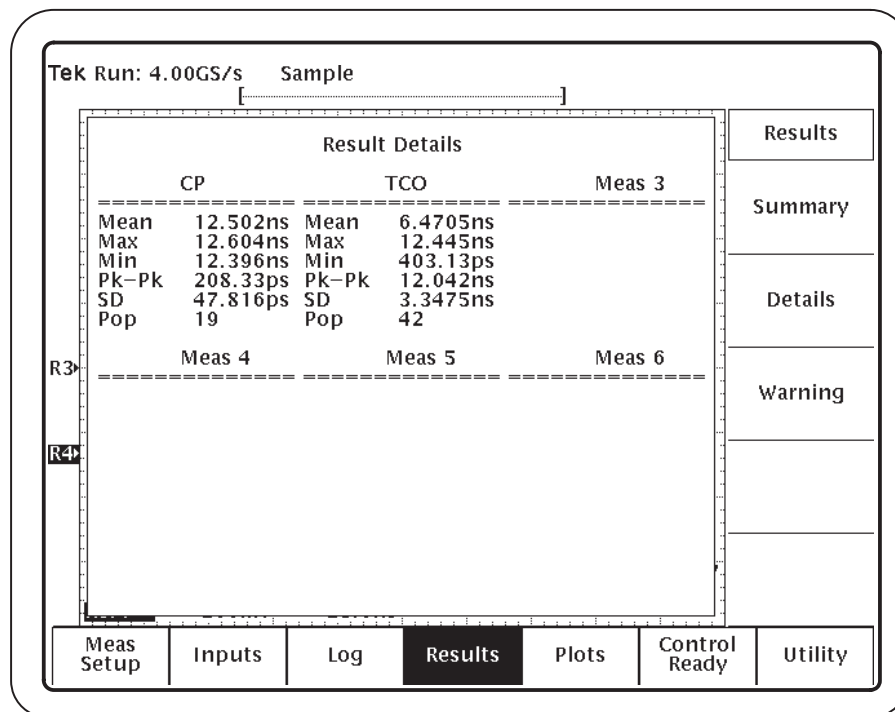 Tek Run: 4.00GS/s Sample
[ ]
Result Details
Results
CP TCO Meas 3
====================
Summary
Mean 12.502ns Mean 6.4705ns
Max 12.604ns Max 12.445ns
Min 12.396ns Min 403.13ps
Pk-Pk 208.33ps Pk-Pk 12.042ns
SD 47.816ps SD 3.3475ns
Pop 19 Pop 42
Details
Meas 4 Meas 5 Meas 6
R3
Warning
R4
Meas Setup Inputs Log Results Plots Control Ready Utility